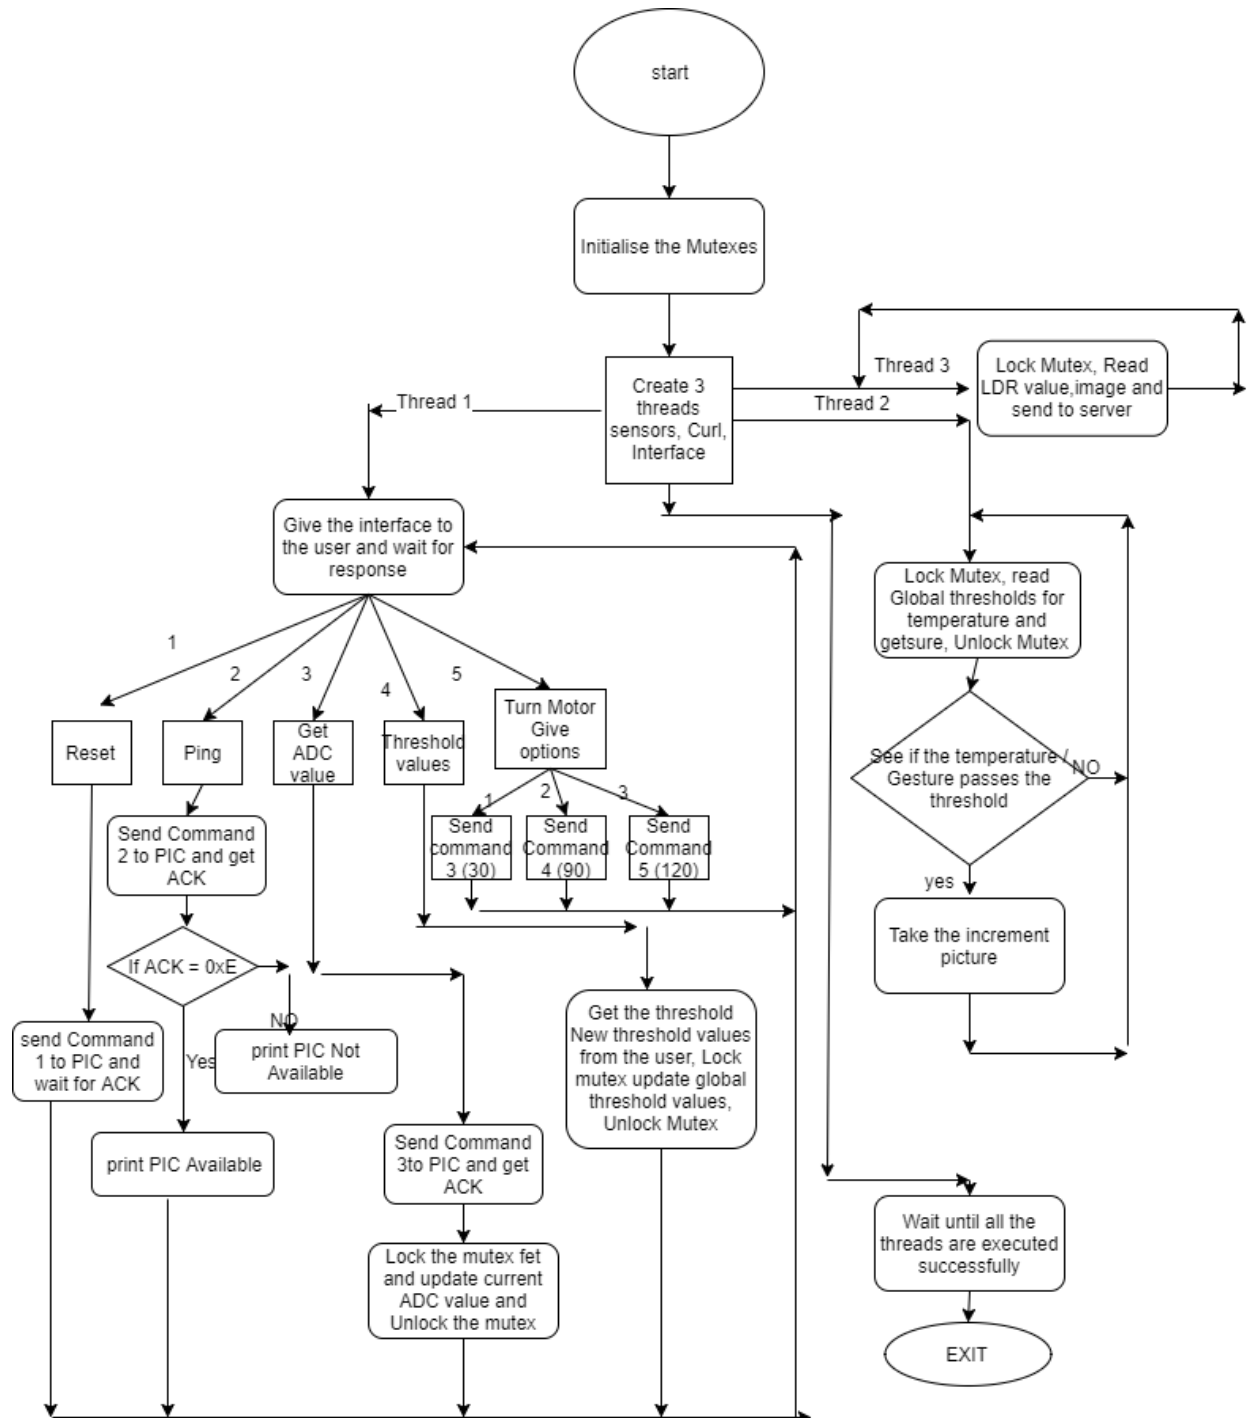 start
Initialise the Mutexes
Create 3
threads
sensors, Curl,
Interface
Thread 1
Thread 3
Thread 2
Lock Mutex, Read
LDR value,image and
send to server
Give the interface to
the user and wait for
response
Lock Mutex, read
Global thresholds for
temperature and
getsure, Unlock Mutex
1
2
3
4
5
Reset
Ping
Get
ADC
value
Threshold
values
Turn Motor
Give
options
See if the temperature /
Gesture passes the
threshold
NO
yes
1
2
3
Send
command
3 (30)
Send
Command
4 (90)
Send
Command
5 (120)
Send Command
2 to PIC and get
ACK
Take the increment
picture
If ACK = 0xE
NO
Yes
send Command
1 to PIC and
wait for ACK
print PIC Not
Available
Get the threshold
New threshold values
from the user, Lock
mutex update global
threshold values,
Unlock Mutex
print PIC Available
Send Command
3to PIC and get
ACK
Lock the mutex fet
and update current
ADC value and
Unlock the mutex
Wait until all the
threads are executed
successfully
EXIT